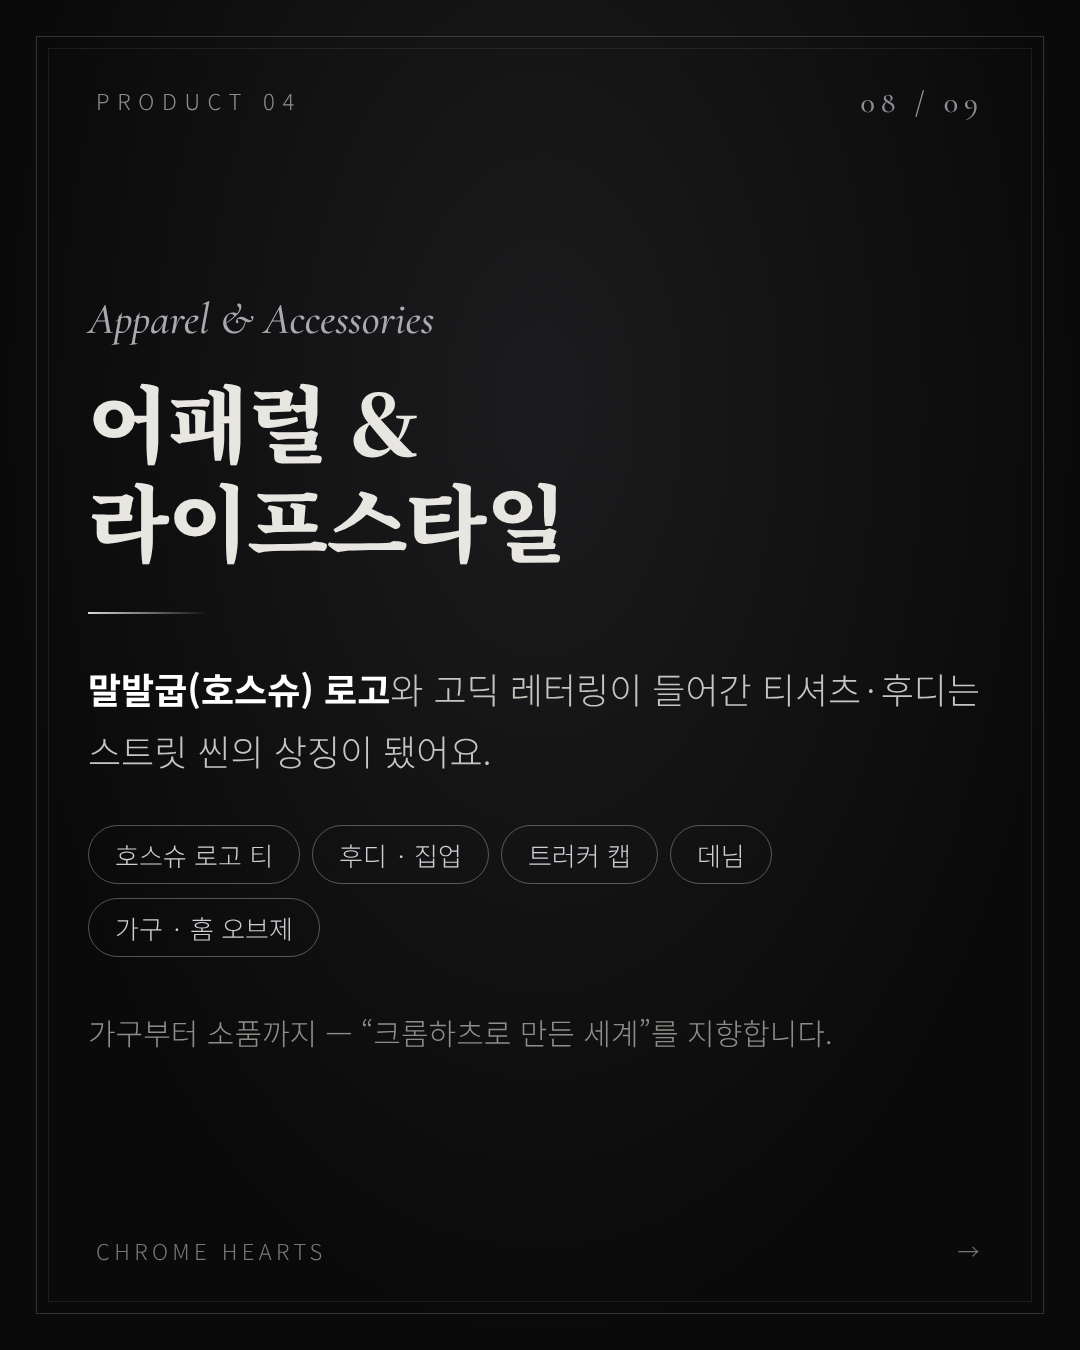 PRODUCT 04
08 / 09
Apparel & Accessories
어패럴 &
라이프스타일
말발굽(호스슈) 로고와 고딕 레터링이 들어간 티셔츠·후디는
스트릿 씬의 상징이 됐어요.
호스슈 로고 티
후디 · 집업
트러커 캡
데님
가구 · 홈 오브제
가구부터 소품까지 — “크롬하츠로 만든 세계”를 지향합니다.
CHROME HEARTS
→